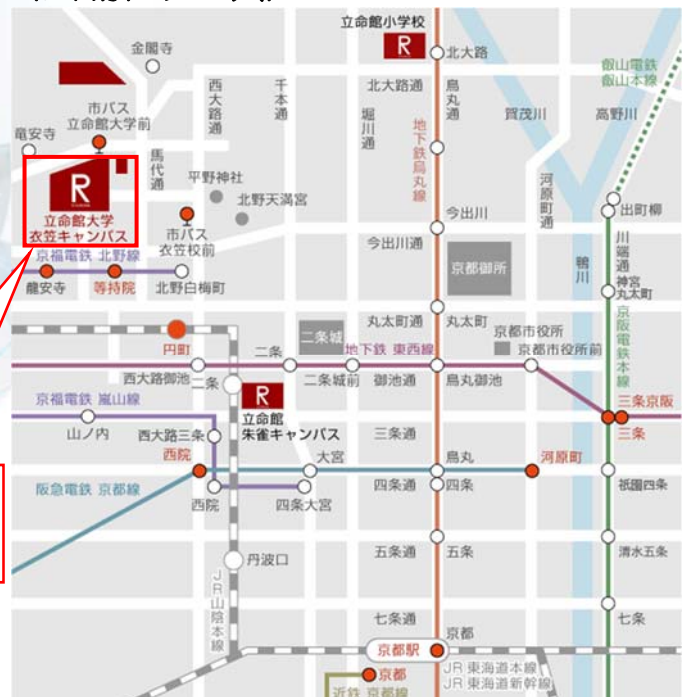 立命館小学校
R
北大路
金閣寺
叡山電鉄
叡山本線
西大路通
千本通
北大路通
烏丸通
堀川通
地下鉄烏丸線
賀茂川
高野川
市バス
立命館大学前
竜安寺
馬代通
R
立命館大学
衣笠キャンパス
平野神社
北野天満宮
市バス
衣笠校前
河原町通
今出川
今出川通
出町柳
京都御所
鴨川
川端通
神宮
丸太町
京福電鉄 北野線
龍安寺
等持院
北野白梅町
円町
二条城
丸太町通
丸太町
京都市役所
京都市役所前
京阪電鉄本線
二条
地下鉄 東西線
西大路御池
二条
二条城前
御池通
烏丸御池
京福電鉄 嵐山線
R
立命館
朱雀キャンパス
三条京阪
三条
山ノ内
西大路三条
三条通
西院
大宮
烏丸
河原町
阪急電鉄 京都線
西院
四条大宮
四条通
四条
祇園四条
丹波口
五条通
五条
清水五条
JR山陰本線
七条通
七条
京都
京都駅
JR 東海道本線
JR 東海道新幹線
京都
近鉄 京都線